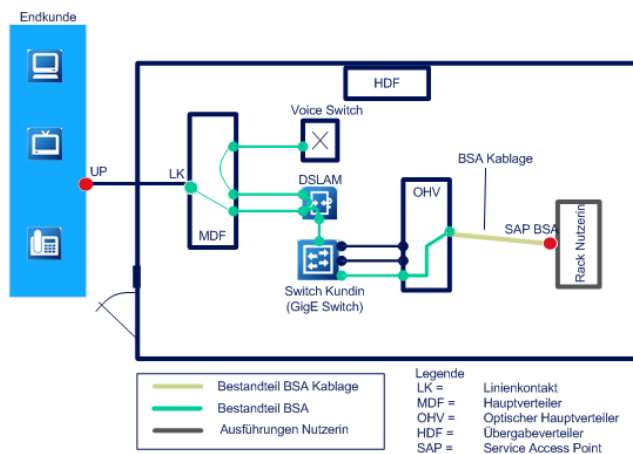 Endkunde
HDF
Voice Switch
UP
LK
MDF
DSLAM
OHV
BSA Kablage
SAP BSA
Rack Nutzerin
Switch Kundin
(GigE Switch)
Bestandteil BSA Kablage
Bestandteil BSA
Ausführungen Nutzerin
Legende
LK = Linienkontakt
MDF = Hauptverteiler
OHV = Optischer Hauptverteiler
HDF = Übergabeverteiler
SAP = Service Access Point